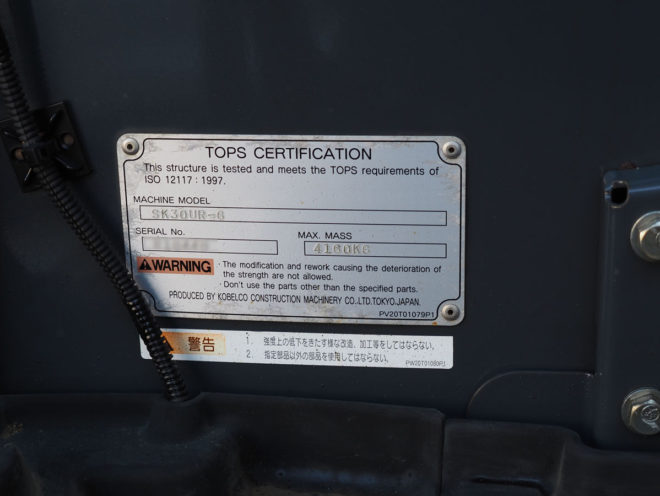 TOPS CERTIFICATION
This structure is tested and meets the TOPS requirements of
ISO 12117 : 1997.
MACHINE MODEL
SK30UR-6
SERIAL No.
MAX. MASS
4100KG
WARNING
· The modification and rework causing the deterioration of
the strength are not allowed.
· Don't use the parts other than the specified parts.
PRODUCED BY KOBELCO CONSTRUCTION MACHINERY CO.,LTD.TOKYO,JAPAN.
PV20T01079P1
警告
1. 強度上の低下をきたす様な改造、加工等をしてはならない。
2. 指定部品以外の部品を使用してはならない。
PW20T01080P1